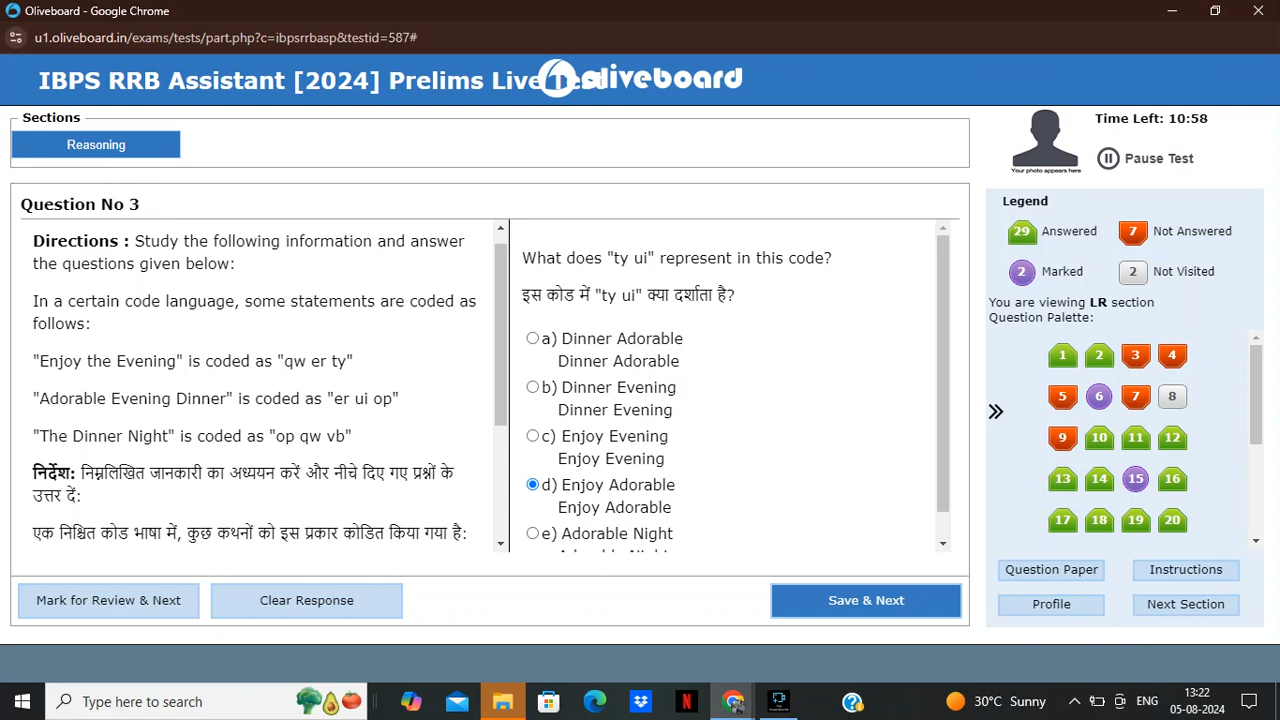 Oliveboard - Google Chrome
u1.oliveboard.in/exams/tests/part.php?c=ibpsrrbasp&testid=587#
IBPS RRB Assistant [2024] Prelims Live
oliveboard
Sections
Reasoning
Your photo appears here
Time Left: 10:58
Pause Test
Question No 3
Directions : Study the following information and answer
the questions given below:
In a certain code language, some statements are coded as
follows:
"Enjoy the Evening" is coded as "qw er ty"
"Adorable Evening Dinner" is coded as "er ui op"
"The Dinner Night" is coded as "op qw vb"
निर्देश: निम्नलिखित जानकारी का अध्ययन करें और नीचे दिए गए प्रश्नों के
उत्तर दें:
एक निश्चित कोड भाषा में, कुछ कथनों को इस प्रकार कोडित किया गया है:
What does "ty ui" represent in this code?
इस कोड में "ty ui" क्या दर्शाता है?
a) Dinner Adorable
Dinner Adorable
b) Dinner Evening
Dinner Evening
c) Enjoy Evening
Enjoy Evening
d) Enjoy Adorable
Enjoy Adorable
e) Adorable Night
Mark for Review & Next
Clear Response
Save & Next
Legend
29 Answered 7 Not Answered
2 Marked 2 Not Visited
You are viewing LR section
Question Palette:
1 2 3 4
5 6 7 8
9 10 11 12
13 14 15 16
17 18 19 20
Question Paper Instructions
Profile Next Section
Type here to search
30°C Sunny
ENG
13:22
05-08-2024